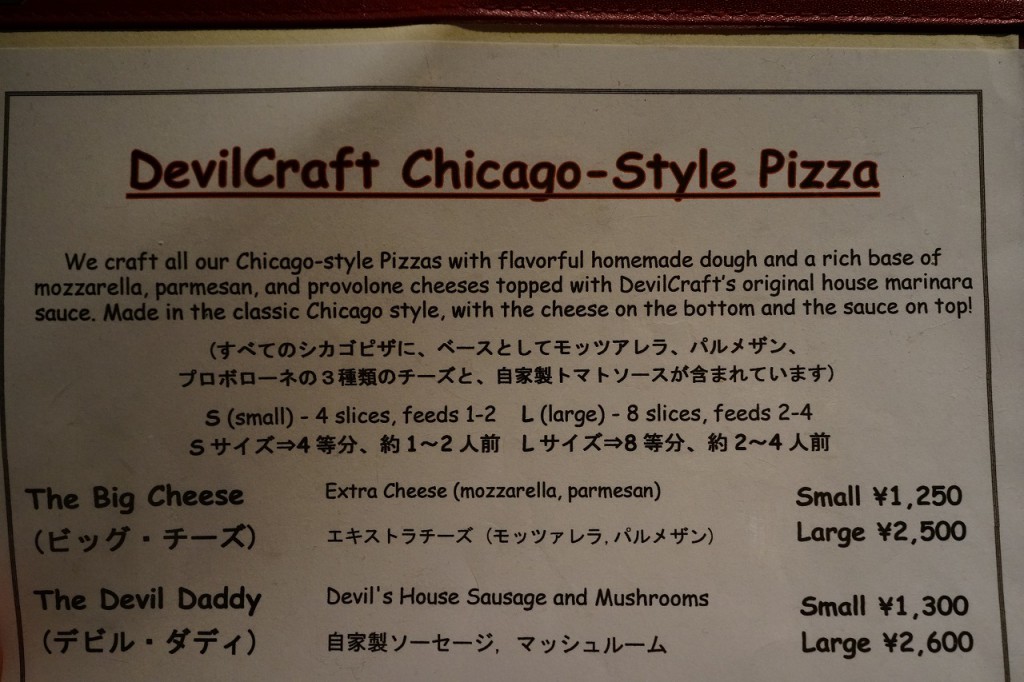 DevilCraft Chicago-Style Pizza
We craft all our Chicago-style Pizzas with flavorful homemade dough and a rich base of
mozzarella, parmesan, and provolone cheeses topped with DevilCraft's original house marinara
sauce. Made in the classic Chicago style, with the cheese on the bottom and the sauce on top!
（すべてのシカゴピザに、ベースとしてモッツアレラ、パルメザン、
プロボローネの３種類のチーズと、自家製トマトソースが含まれています）
S (small) - 4 slices, feeds 1-2 L (large) - 8 slices, feeds 2-4
S サイズ⇒4 等分、約 1～2 人前 L サイズ⇒8 等分、約 2～4 人前
The Big Cheese Extra Cheese (mozzarella, parmesan) Small ¥1,250
（ビッグ・チーズ） エキストラチーズ（モッツァレラ, パルメザン） Large ¥2,500
The Devil Daddy Devil's House Sausage and Mushrooms Small ¥1,300
（デビル・ダディ） 自家製ソーセージ, マッシュルーム Large ¥2,600